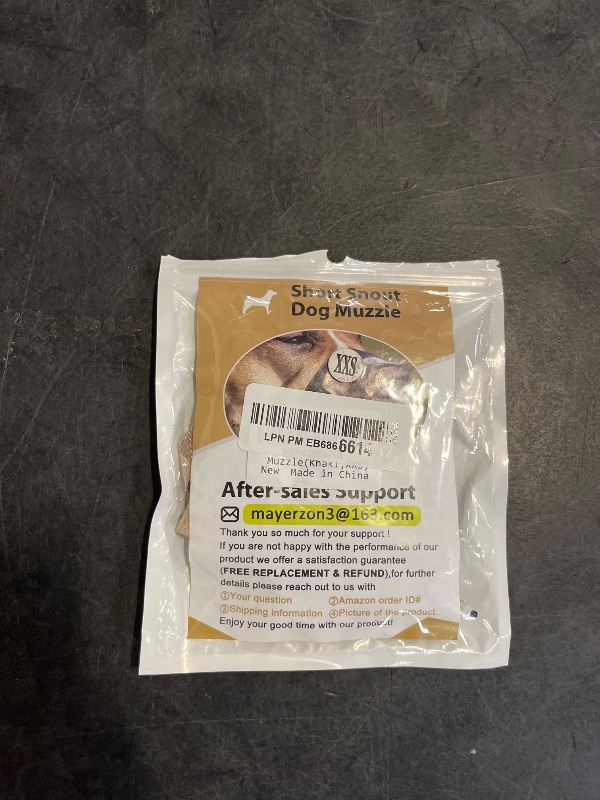 Short Snout
Dog Muzzle
XXS
LPN PM EB6866614
Muzzle(Khaki,XXS)
New Made in China
After-sales Support
mayerzon3@163.com
Thank you so much for your support !
If you are not happy with the performance of our
product we offer a satisfaction guarantee
(FREE REPLACEMENT & REFUND),for further
details please reach out to us with
①Your question ②Amazon order ID#
③Shipping information ④Picture of the product
Enjoy your good time with our product!